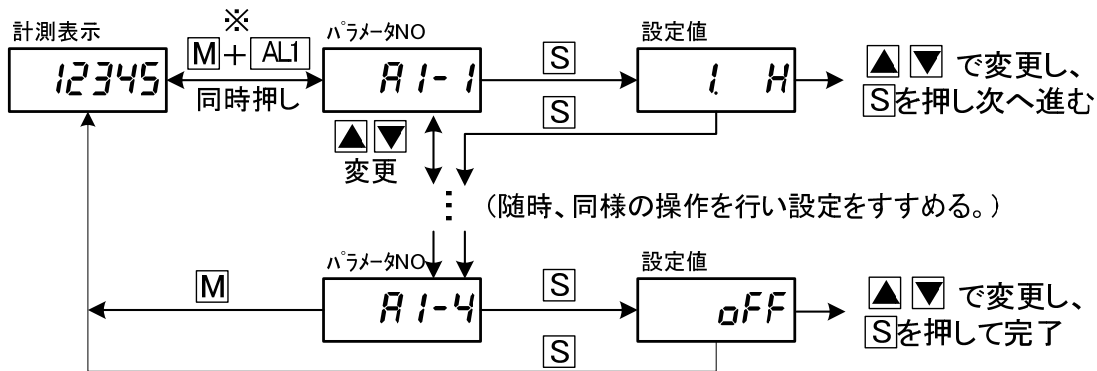 計測表示
12345
※
M+AL1
同時押し
パラメータNO
A1-1
S
S
設定値
1. H
▲▼で変更し、
Sを押し次へ進む
▲▼
変更
⋮
(随時、同様の操作を行い設定をすすめる。)
M
パラメータNO
A1-4
S
S
設定値
oFF
▲▼で変更し、
Sを押して完了